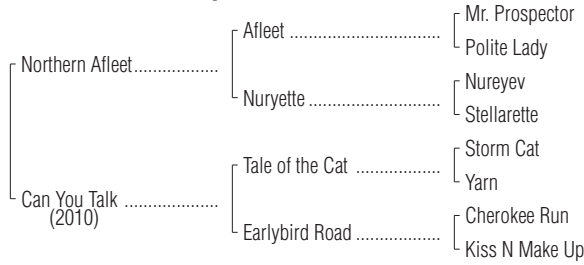 Mr. Prospector
Afleet ........................................
Polite Lady
Northern Afleet..................
Nureyev
Nuryette ...................................
Stellarette
Storm Cat
Tale of the Cat ......................
Yarn
Can You Talk ....................
(2010)
Cherokee Run
Earlybird Road ......................
Kiss N Make Up